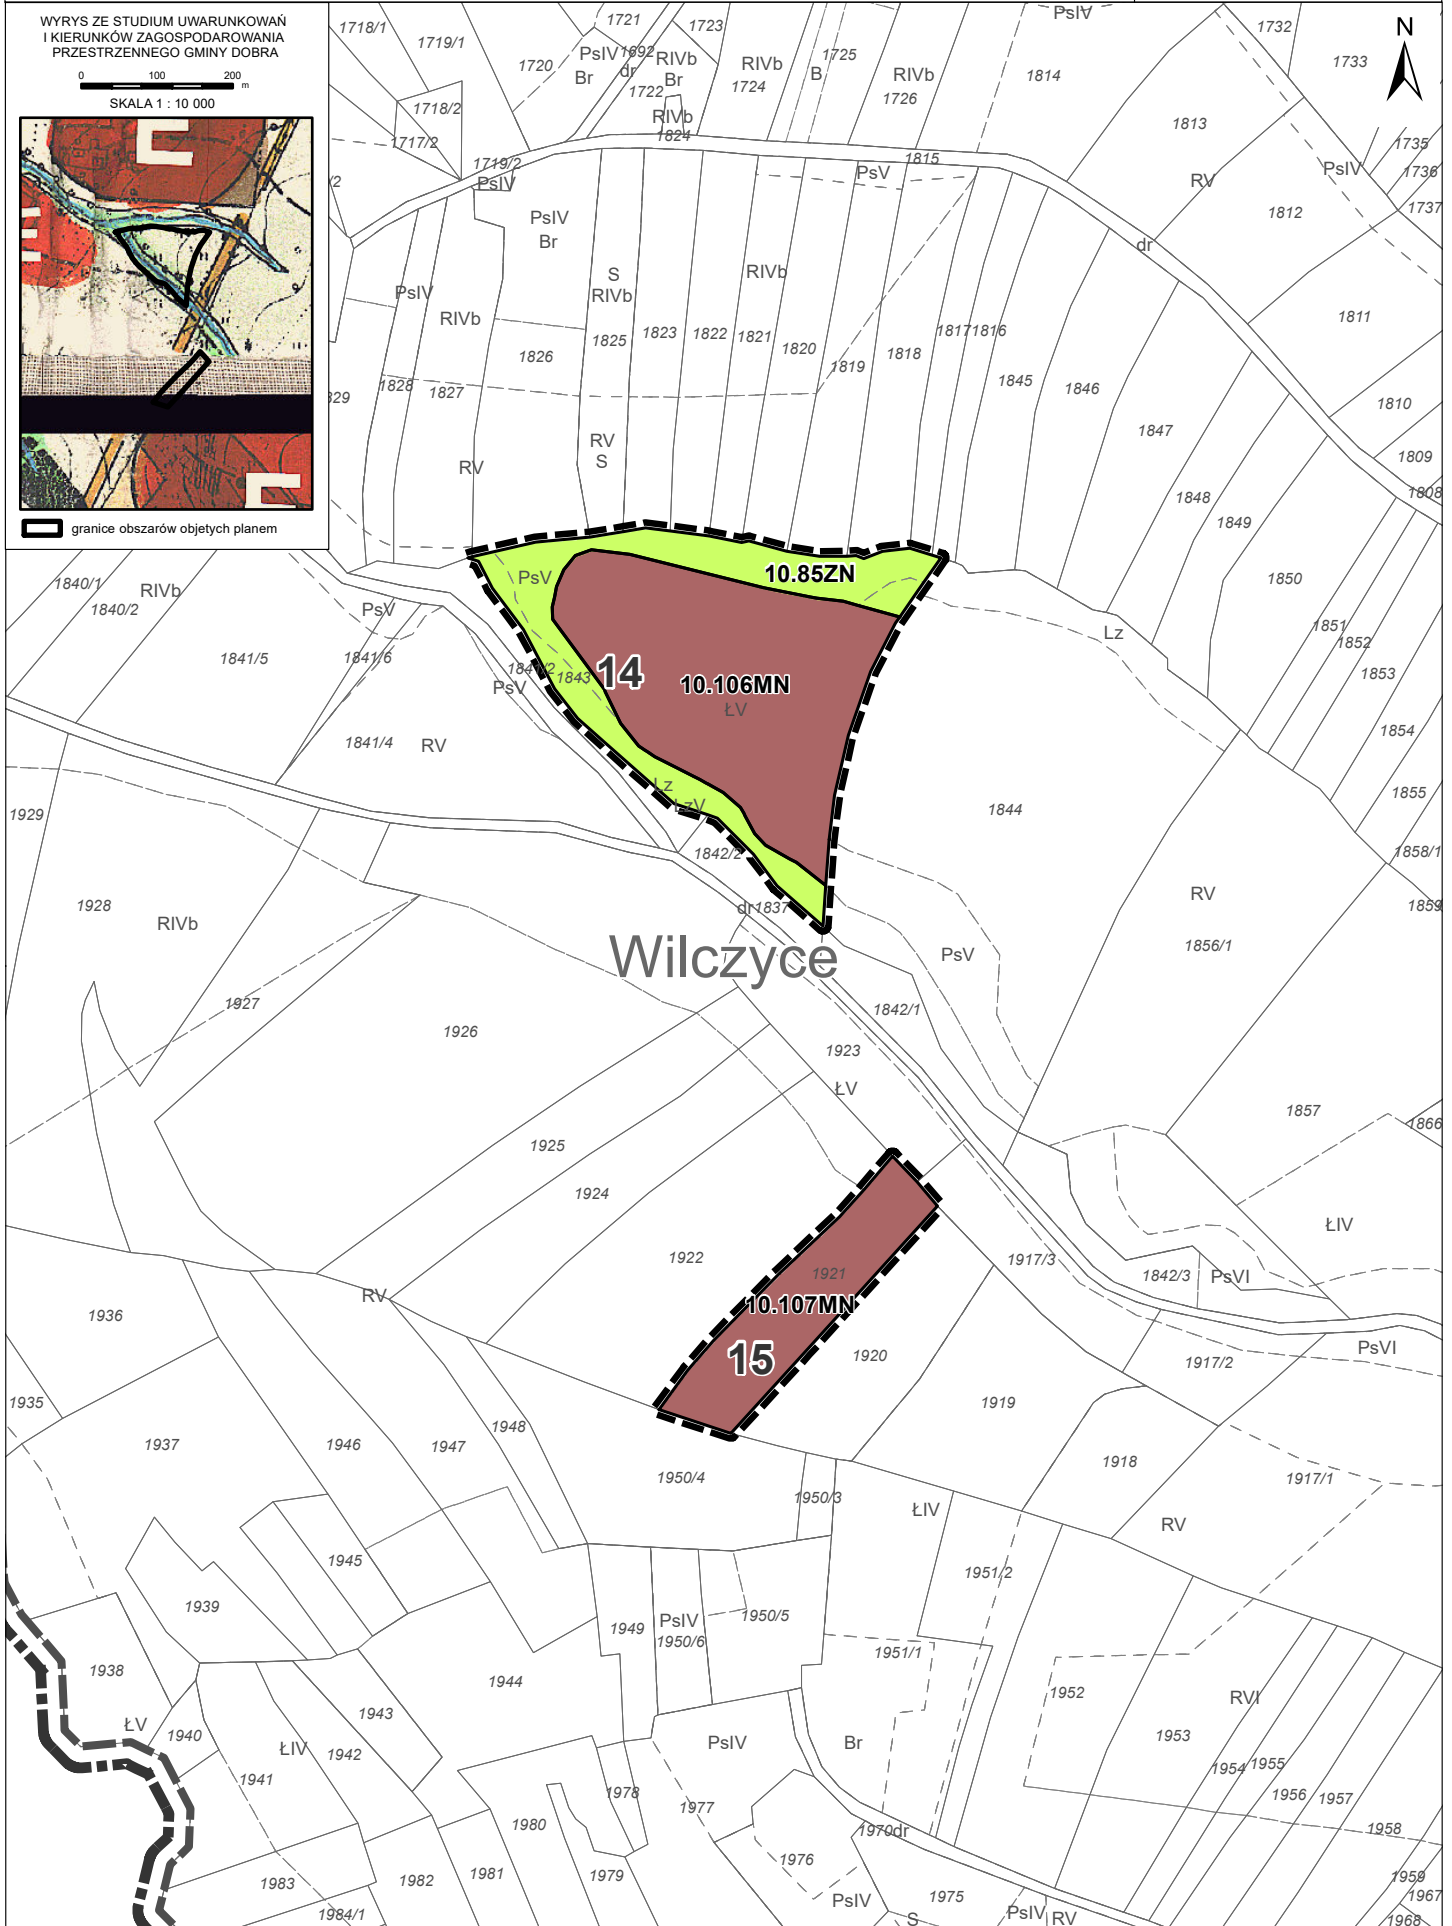 WYRYS ZE STUDIUM UWARUNKOWAŃ
I KIERUNKÓW ZAGOSPODAROWANIA
PRZESTRZENNEGO GMINY DOBRA
0 100 200 m
SKALA 1 : 10 000
granice obszarów objetych planem
N
1718/1
1719/1
1720
1721
1723
PsIV
1692
RIVb
Br
dr
Br
1722
RIVb
1824
RIVb
1724
B
1725
RIVb
1726
PsIV
1814
1732
1733
1718/2
1717/2
1719/2
PsIV
1813
1735
1736
1737
PsIV
RV
1812
1815
PsV
/2
PsIV
Br
dr
S
RIVb
RIVb
PsIV
RIVb
1811
1825
1823
1822
1821
1820
1819
1818
1817
1816
1826
829
1828
1827
1845
1846
1847
1810
1809
1808
RV
RV
S
1848
1849
10.85ZN
PsV
1840/1
RIVb
1840/2
PsV
1850
1851
1852
1853
Lz
1841/5
1841/6
1841/2
1843
14
PsV
10.106MN
ŁV
1841/4
RV
1854
Lz
LzV
1855
1929
1844
1842/2
1858/1
1928
RIVb
dr
1837
RV
1859
Wilczyce
1856/1
PsV
1927
1926
1842/1
1923
ŁV
1857
1866
1925
1924
ŁIV
1922
1921
1917/3
1842/3
PsVI
RV
10.107MN
1936
15
1920
1917/2
PsVI
1935
1937
1946
1947
1948
1919
1918
1950/4
1950/3
1917/1
ŁIV
RV
1945
1951/2
1939
1949
PsIV
1950/6
1950/5
1951/1
1938
1944
1952
RVI
1943
1953
ŁV
1940
ŁIV
1942
PsIV
Br
1941
1954
1955
1956
1957
1978
1977
1980
1970
dr
1958
1983
1982
1981
1979
1976
1959
1975
1967
PsIV
1984/1
S
PsIV
RV
1968